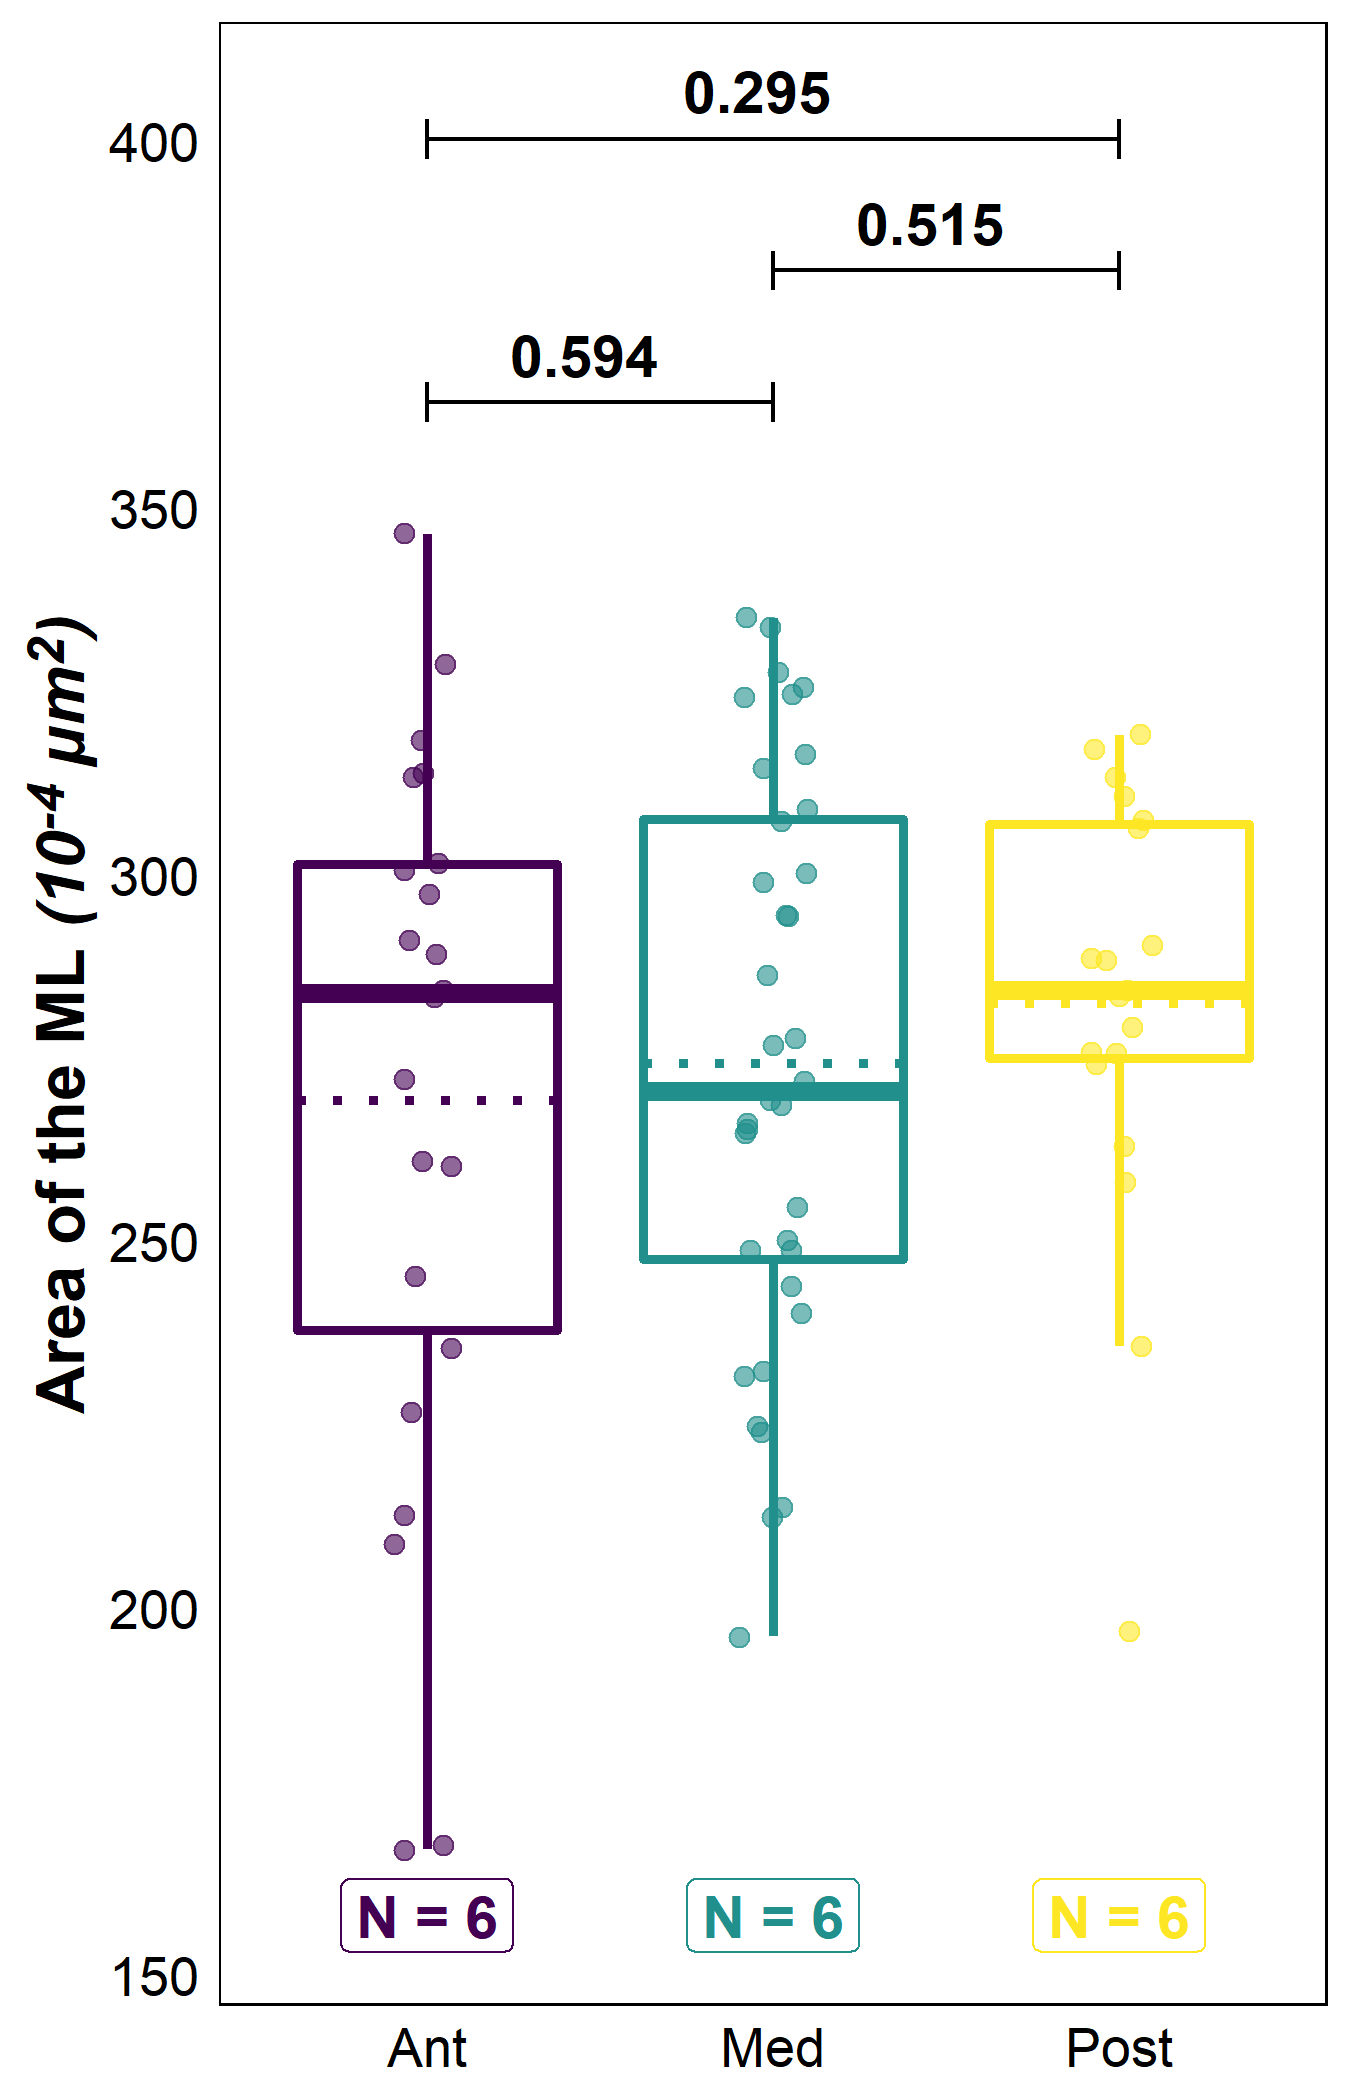 0.295
400
0.515
0.594
350
300
250
200
150
Area of the ML (10⁻⁴ µm²)
N = 6
N = 6
N = 6
Ant
Med
Post